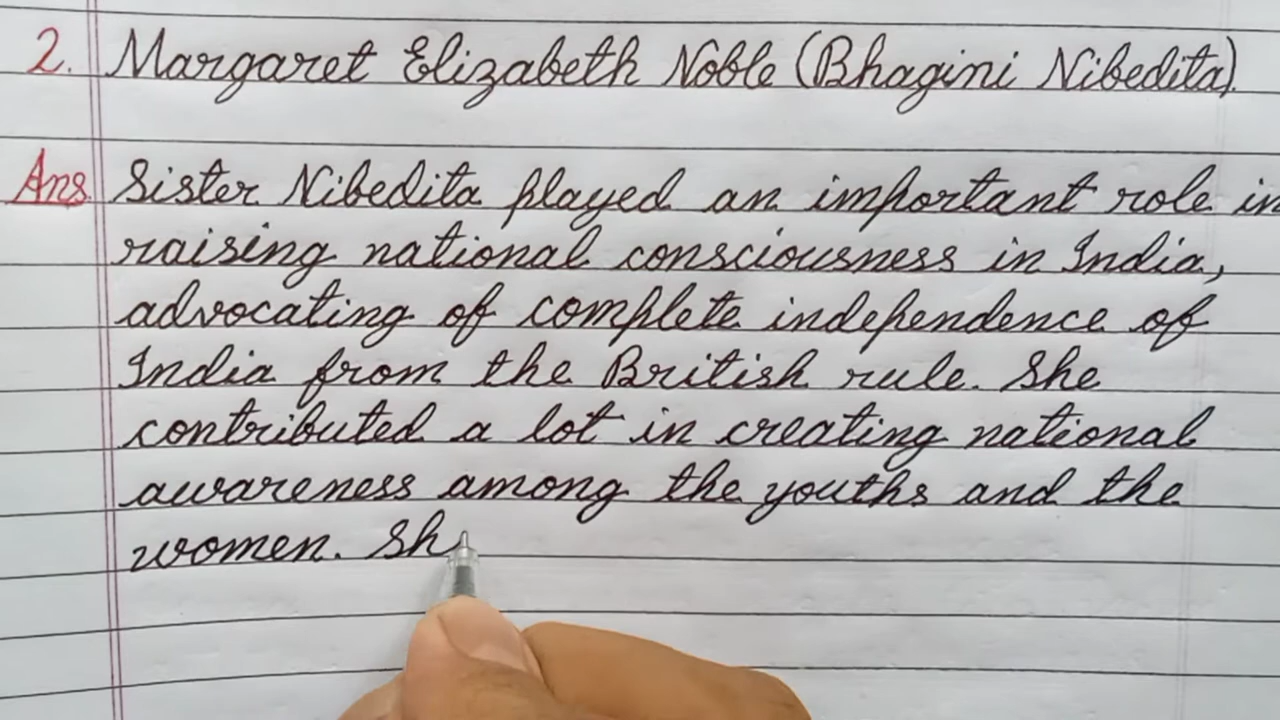 2. Margaret Elizabeth Noble (Bhagini Nibedita).
Ans. Sister Nibedita played an important role in
raising national consciousness in India,
advocating of complete independence of
India from the British rule. She
contributed a lot in creating national
awareness among the youths and the
women. Sh